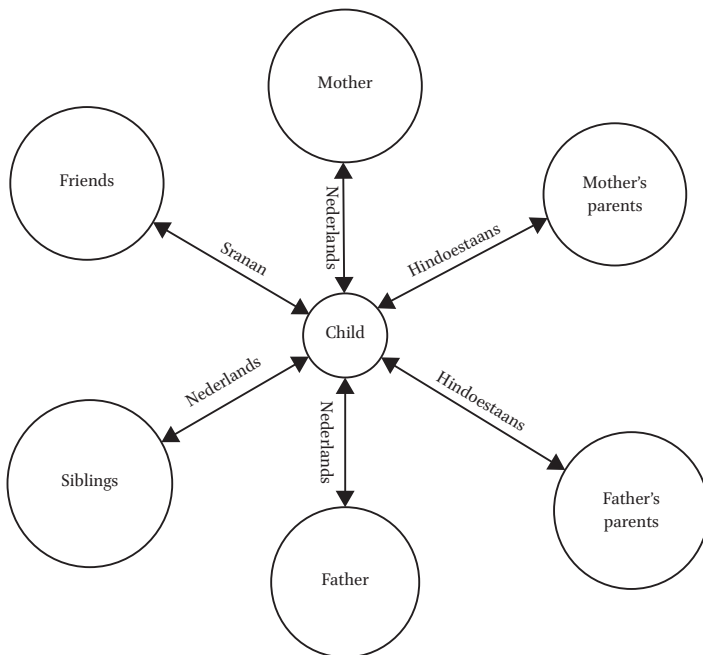 Mother
Friends
Mother's
parents
Nederlands
Sranan
Hindoestaans
Child
Nederlands
Nederlands
Hindoestaans
Siblings
Father's
parents
Father